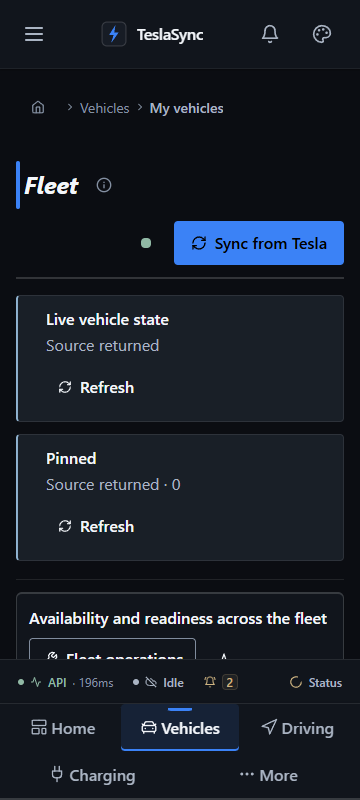 TeslaSync
Vehicles
My vehicles
Fleet
Sync from Tesla
Live vehicle state
Source returned
Refresh
Pinned
Source returned · 0
Refresh
Availability and readiness across the fleet
Fleet operations
API · 196ms
Idle
2
Status
Home
Vehicles
Driving
Charging
More